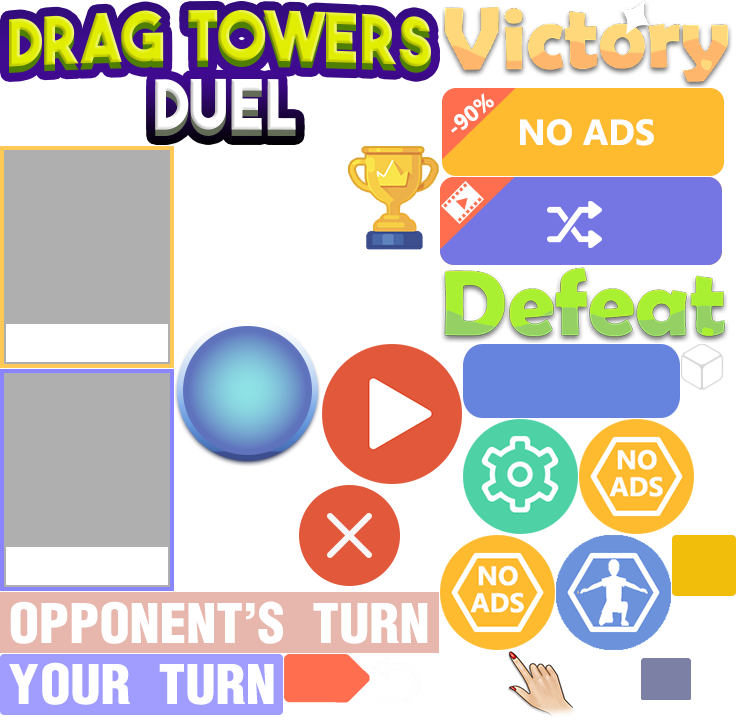 DRAG TOWERS
DUEL
Victory
-90%
NO ADS
Defeat
NO
ADS
NO
ADS
OPPONENT'S TURN
YOUR TURN